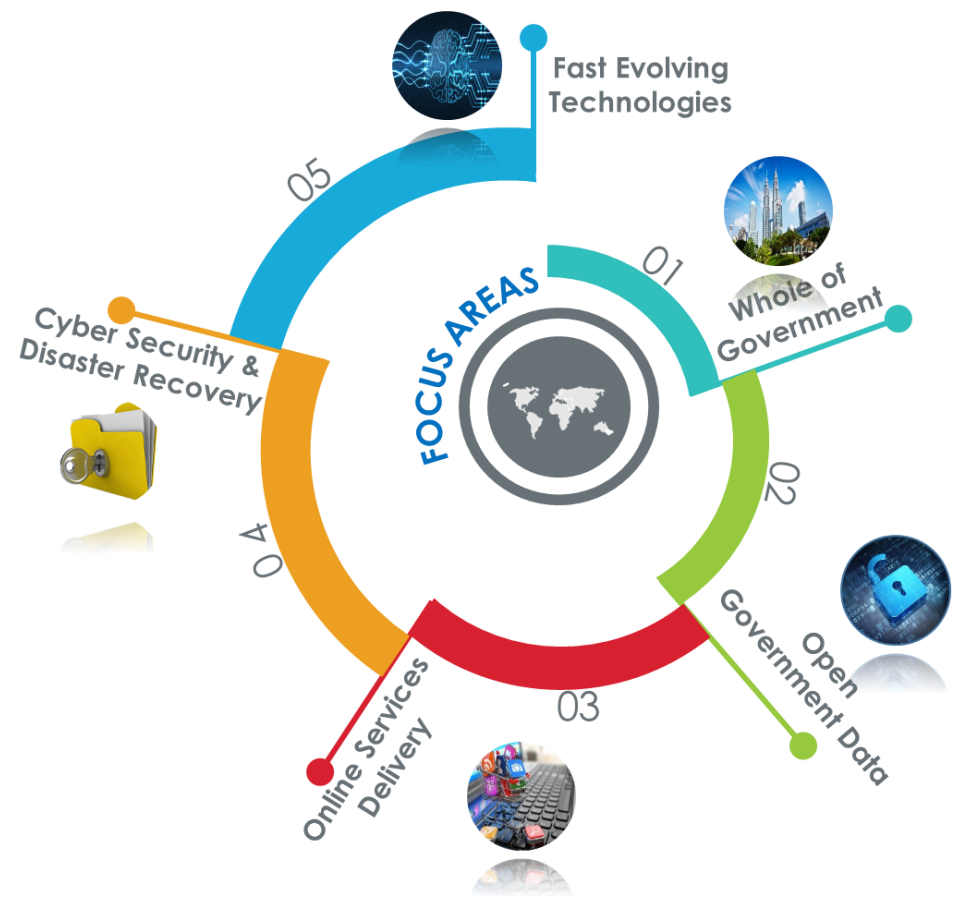 FOCUS AREAS
01
Whole of
Government
02
Open
Government Data
03
Online Services
Delivery
04
Cyber Security &
Disaster Recovery
05
Fast Evolving
Technologies